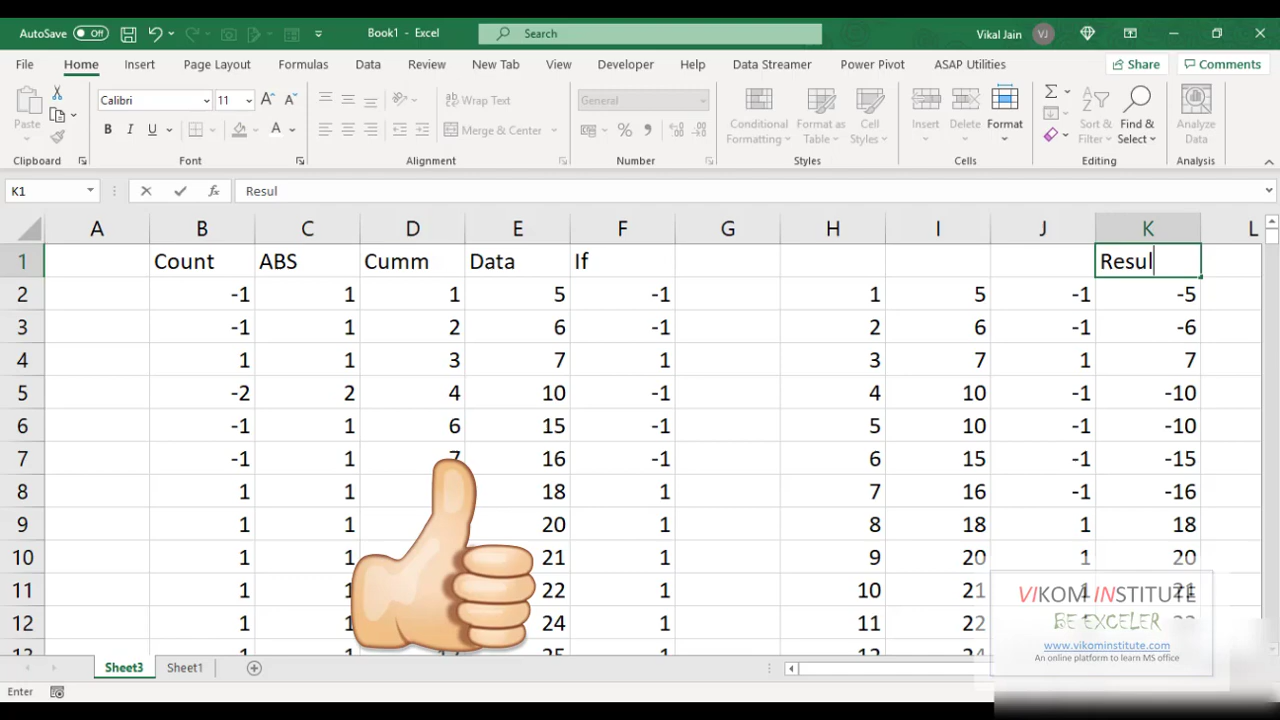 AutoSave Off Book1 - Excel Search Vikal Jain VJ
File Home Insert Page Layout Formulas Data Review New Tab View Developer Help Data Streamer Power Pivot ASAP Utilities Share Comments
Paste Calibri 11 A A Wrap Text General Conditional Formatting Format as Table Cell Styles Insert Delete Format Sort & Filter Find & Select Analyze Data
B I U A Merge & Center % 
Clipboard Font Alignment Number Styles Cells Editing Analysis
K1 fx Resul
A B C D E F G H I J K L
1 Count ABS Cumm Data If Resul
2 -1 1 1 5 -1 1 5 -1 -5
3 -1 1 2 6 -1 2 6 -1 -6
4 1 1 3 7 1 3 7 1 7
5 -2 2 4 10 -1 4 10 -1 -10
6 -1 1 6 15 -1 5 10 -1 -10
7 -1 1 7 16 -1 6 15 -1 -15
8 1 1 18 1 7 16 -1 -16
9 1 1 20 1 8 18 1 18
10 1 1 21 1 9 20 1 20
11 1 1 22 1 10 21 1 21
12 1 1 24 1 11 22
VIKOM INSTITUTE
BE EXCELER
www.vikominstitute.com
An online platform to learn MS office
Sheet3 Sheet1
Enter